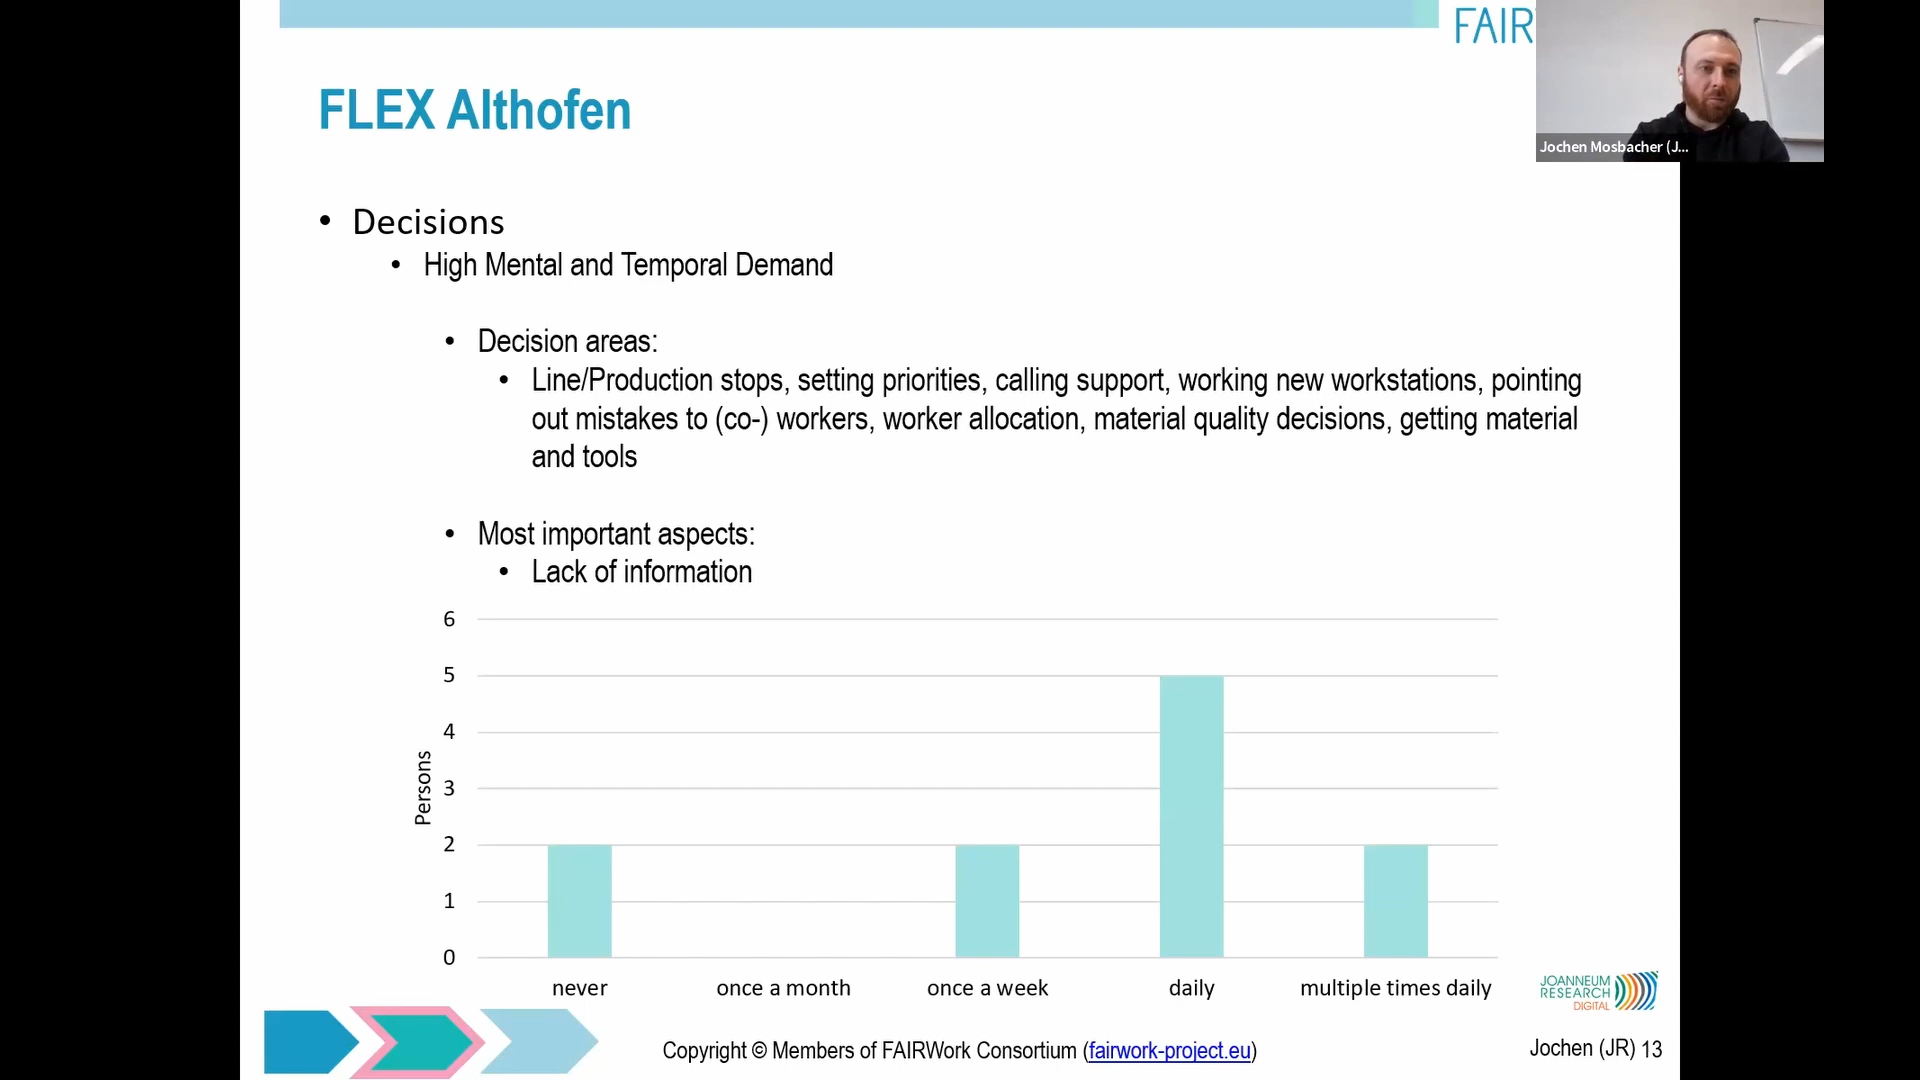 FAIR
FLEX Althofen
Jochen Mosbacher (J...
• Decisions
• High Mental and Temporal Demand
• Decision areas:
• Line/Production stops, setting priorities, calling support, working new workstations, pointing
out mistakes to (co-) workers, worker allocation, material quality decisions, getting material
and tools
• Most important aspects:
• Lack of information
6
5
4
3
2
1
0
Persons
never once a month once a week daily multiple times daily
JOANNEUM
RESEARCH
DIGITAL
Copyright © Members of FAIRWork Consortium (fairwork-project.eu)
Jochen (JR) 13